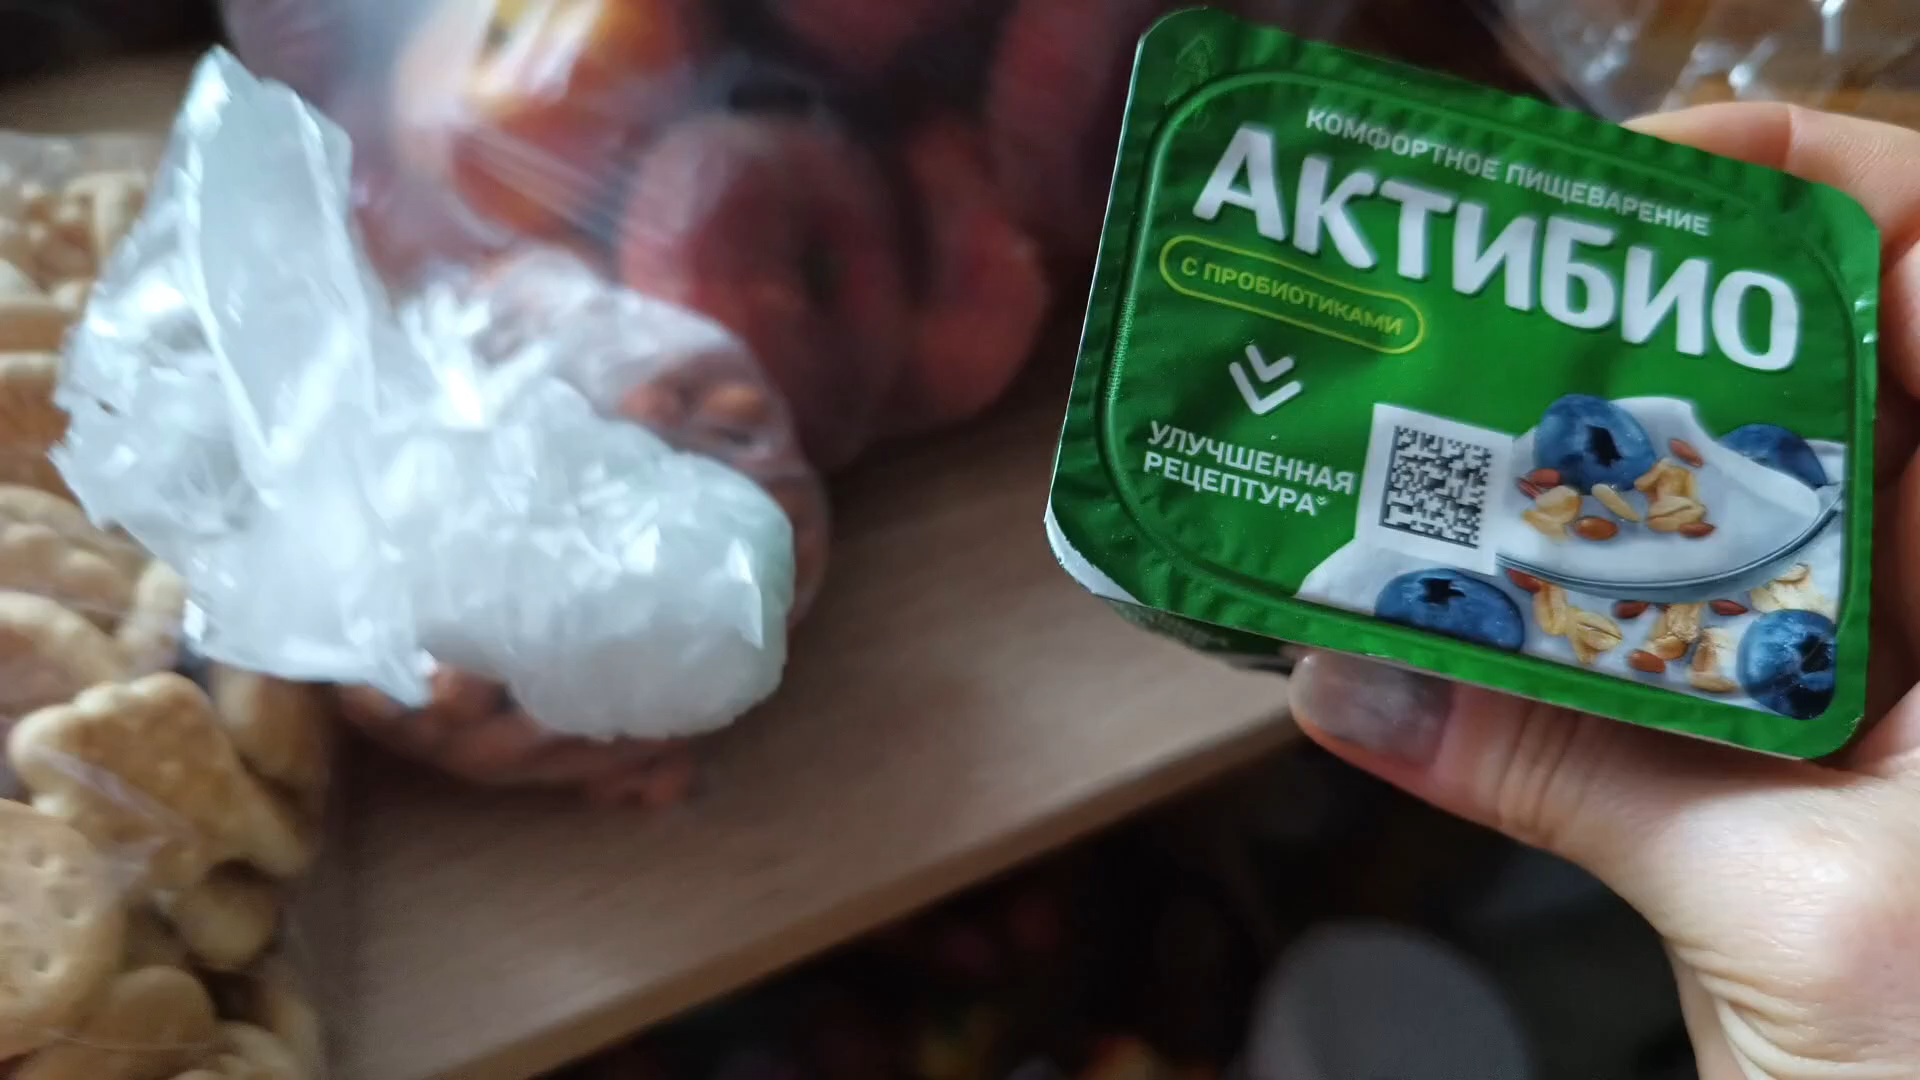 КОМФОРТНОЕ ПИЩЕВАРЕНИЕ
АКТИБИО
С ПРОБИОТИКАМИ
УЛУЧШЕННАЯ
РЕЦЕПТУРА